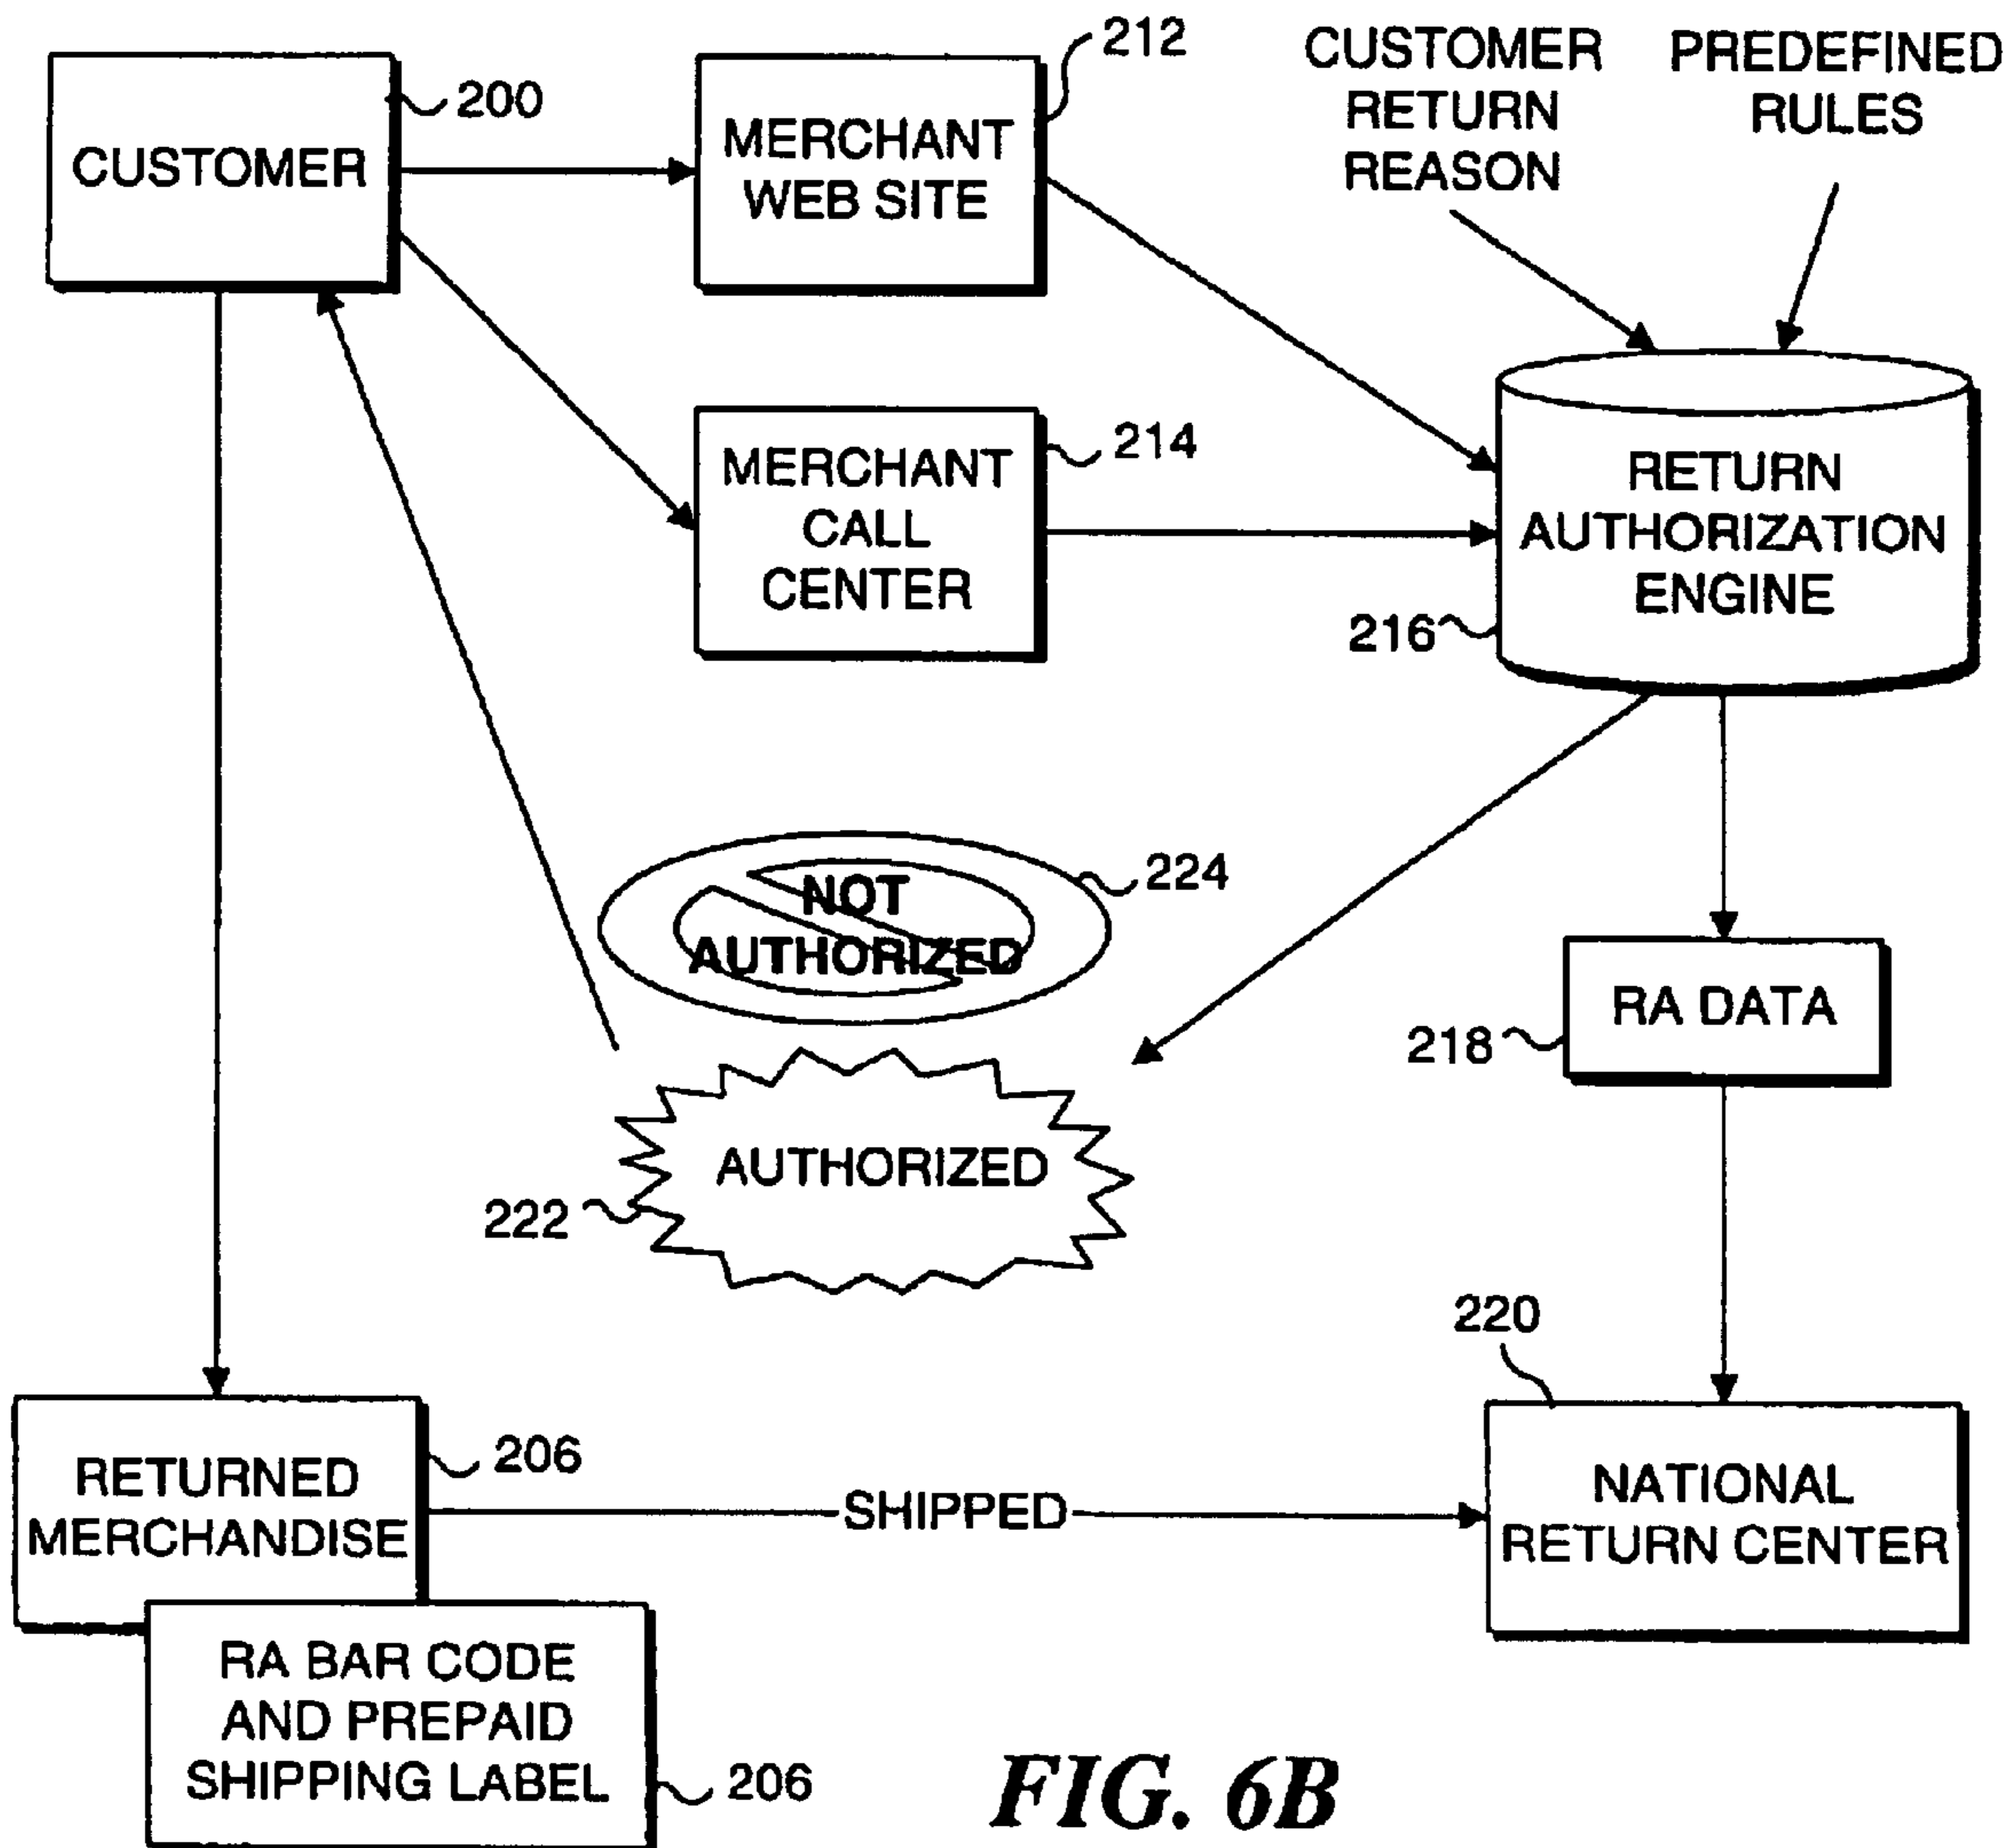 CUSTOMER
200
MERCHANT
WEB SITE
212
CUSTOMER
RETURN
REASON
PREDEFINED
RULES
MERCHANT
CALL
CENTER
214
RETURN
AUTHORIZATION
ENGINE
216
NOT
AUTHORIZED
224
RA DATA
218
AUTHORIZED
222
220
RETURNED
MERCHANDISE
206
SHIPPED
NATIONAL
RETURN CENTER
RA BAR CODE
AND PREPAID
SHIPPING LABEL
206
FIG. 6B